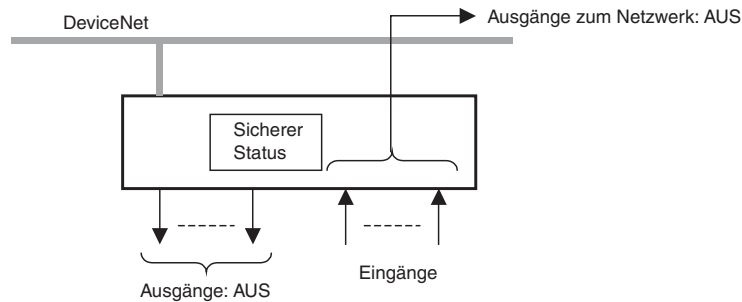 DeviceNet
Ausgänge zum Netzwerk: AUS
Sicherer
Status
Eingänge
Ausgänge: AUS